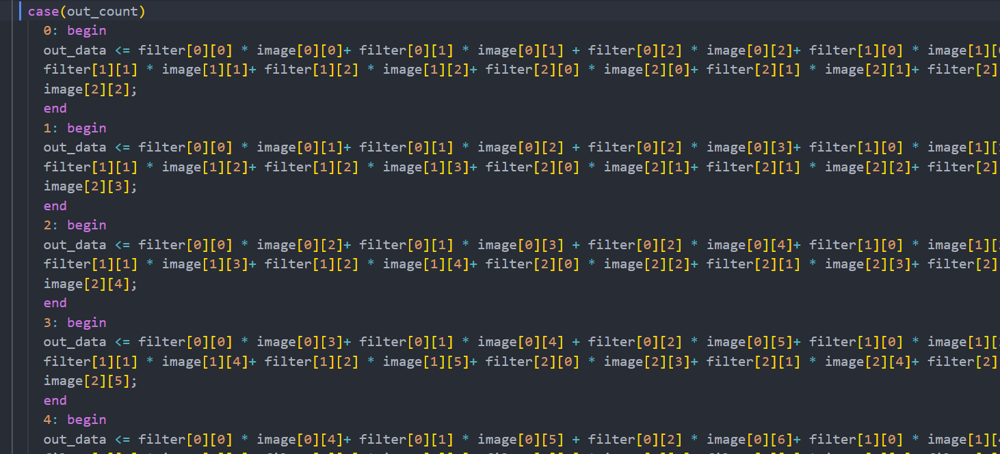 case(out_count)
0: begin
out_data <= filter[0][0] * image[0][0]+ filter[0][1] * image[0][1] + filter[0][2] * image[0][2]+ filter[1][0] * image[1][
filter[1][1] * image[1][1]+ filter[1][2] * image[1][2]+ filter[2][0] * image[2][0]+ filter[2][1] * image[2][1]+ filter[2]
image[2][2];
end
1: begin
out_data <= filter[0][0] * image[0][1]+ filter[0][1] * image[0][2] + filter[0][2] * image[0][3]+ filter[1][0] * image[1][
filter[1][1] * image[1][2]+ filter[1][2] * image[1][3]+ filter[2][0] * image[2][1]+ filter[2][1] * image[2][2]+ filter[2]
image[2][3];
end
2: begin
out_data <= filter[0][0] * image[0][2]+ filter[0][1] * image[0][3] + filter[0][2] * image[0][4]+ filter[1][0] * image[1][
filter[1][1] * image[1][3]+ filter[1][2] * image[1][4]+ filter[2][0] * image[2][2]+ filter[2][1] * image[2][3]+ filter[2]
image[2][4];
end
3: begin
out_data <= filter[0][0] * image[0][3]+ filter[0][1] * image[0][4] + filter[0][2] * image[0][5]+ filter[1][0] * image[1][
filter[1][1] * image[1][4]+ filter[1][2] * image[1][5]+ filter[2][0] * image[2][3]+ filter[2][1] * image[2][4]+ filter[2]
image[2][5];
end
4: begin
out_data <= filter[0][0] * image[0][4]+ filter[0][1] * image[0][5] + filter[0][2] * image[0][6]+ filter[1][0] * image[1][